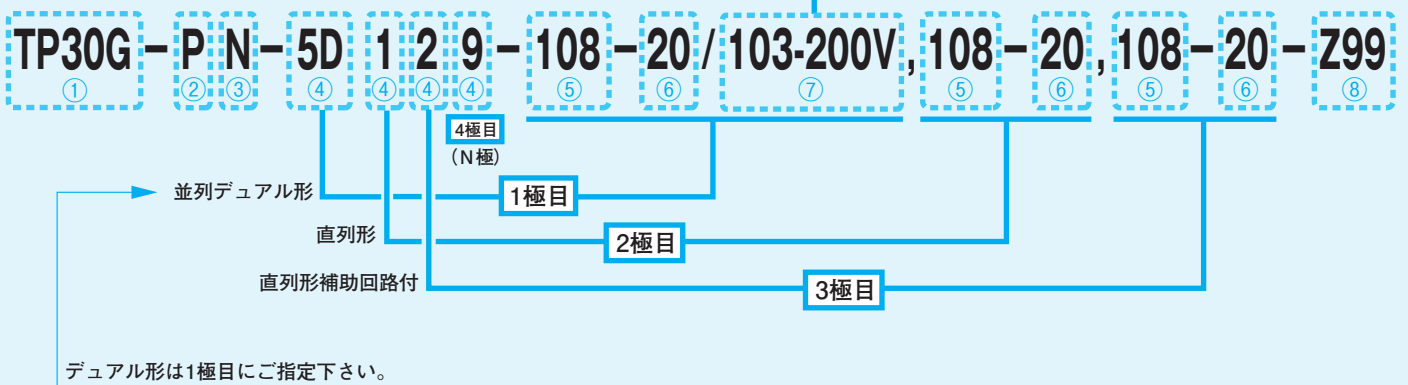 TP30G－P N－5D 1 2 9－108－20/103-200V,108－20,108－20－Z99
① ② ③ ④ ④ ④ ④ ⑤ ⑥ ⑦ ⑤ ⑥ ⑤ ⑥ ⑧
4極目
（N極）
並列デュアル形
1極目
直列形
2極目
直列形補助回路付
3極目
デュアル形は1極目にご指定下さい。